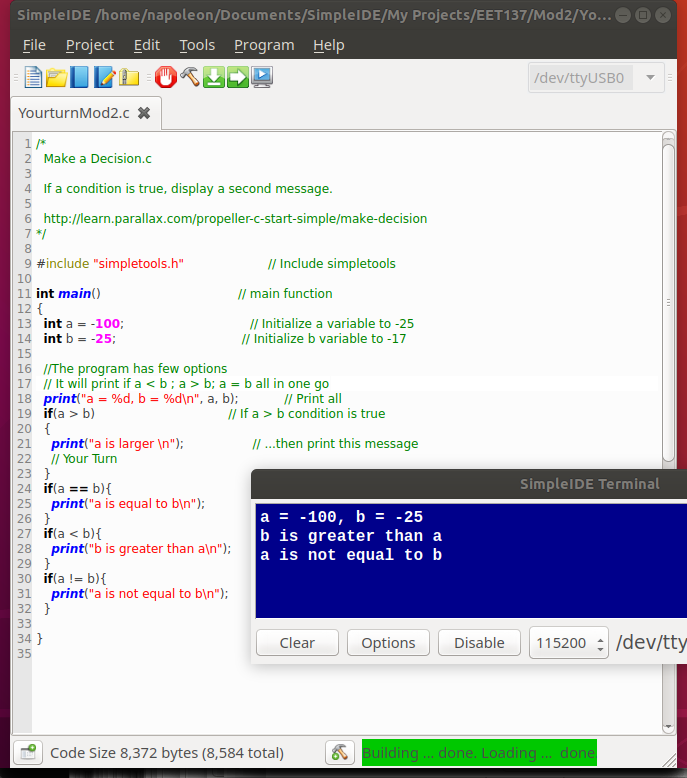 SimpleIDE /home/napoleon/Documents/SimpleIDE/My Projects/EET137/Mod2/Yo...
File Project Edit Tools Program Help
/dev/ttyUSB0
YourturnMod2.c
1 /*
2 Make a Decision.c
3
4 If a condition is true, display a second message.
5
6 http://learn.parallax.com/propeller-c-start-simple/make-decision
7 */
8
9 #include "simpletools.h" // Include simpletools
10
11 int main() // main function
12 {
13 int a = -100; // Initialize a variable to -25
14 int b = -25; // Initialize b variable to -17
15
16 //The program has few options
17 // It will print if a < b ; a > b; a = b all in one go
18 print("a = %d, b = %d\n", a, b); // Print all
19 if(a > b) // If a > b condition is true
20 {
21 print("a is larger \n"); // ...then print this message
22 // Your Turn
23 }
24 if(a == b){
25 print("a is equal to b\n");
26 }
27 if(a < b){
28 print("b is greater than a\n");
29 }
30 if(a != b){
31 print("a is not equal to b\n");
32 }
33
34 }
35
SimpleIDE Terminal
a = -100, b = -25
b is greater than a
a is not equal to b
Clear Options Disable 115200 /dev/tty
Code Size 8,372 bytes (8,584 total) Building ... done. Loading ... done